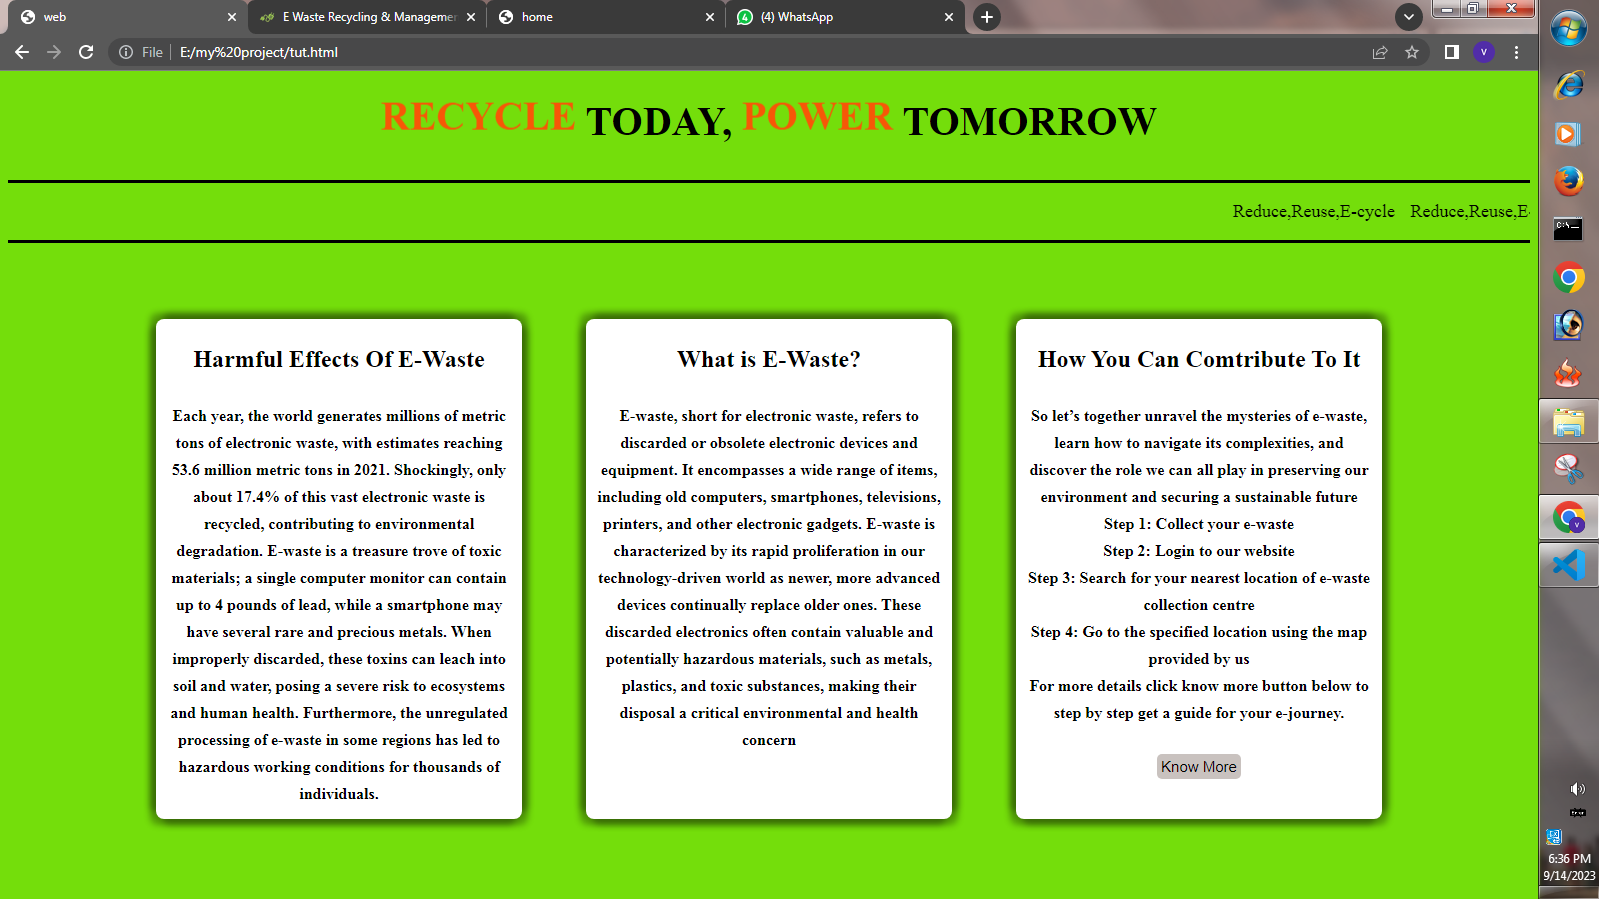 web
E Waste Recycling & Managemen
home
(4) WhatsApp
File
E:/my%20project/tut.html
V
RECYCLE TODAY, POWER TOMORROW
Reduce,Reuse,E-cycle Reduce,Reuse,E-
Harmful Effects Of E-Waste
Each year, the world generates millions of metric
tons of electronic waste, with estimates reaching
53.6 million metric tons in 2021. Shockingly, only
about 17.4% of this vast electronic waste is
recycled, contributing to environmental
degradation. E-waste is a treasure trove of toxic
materials; a single computer monitor can contain
up to 4 pounds of lead, while a smartphone may
have several rare and precious metals. When
improperly discarded, these toxins can leach into
soil and water, posing a severe risk to ecosystems
and human health. Furthermore, the unregulated
processing of e-waste in some regions has led to
hazardous working conditions for thousands of
individuals.
What is E-Waste?
E-waste, short for electronic waste, refers to
discarded or obsolete electronic devices and
equipment. It encompasses a wide range of items,
including old computers, smartphones, televisions,
printers, and other electronic gadgets. E-waste is
characterized by its rapid proliferation in our
technology-driven world as newer, more advanced
devices continually replace older ones. These
discarded electronics often contain valuable and
potentially hazardous materials, such as metals,
plastics, and toxic substances, making their
disposal a critical environmental and health
concern
How You Can Comtribute To It
So let’s together unravel the mysteries of e-waste,
learn how to navigate its complexities, and
discover the role we can all play in preserving our
environment and securing a sustainable future
Step 1: Collect your e-waste
Step 2: Login to our website
Step 3: Search for your nearest location of e-waste
collection centre
Step 4: Go to the specified location using the map
provided by us
For more details click know more button below to
step by step get a guide for your e-journey.
Know More
6:36 PM
9/14/2023